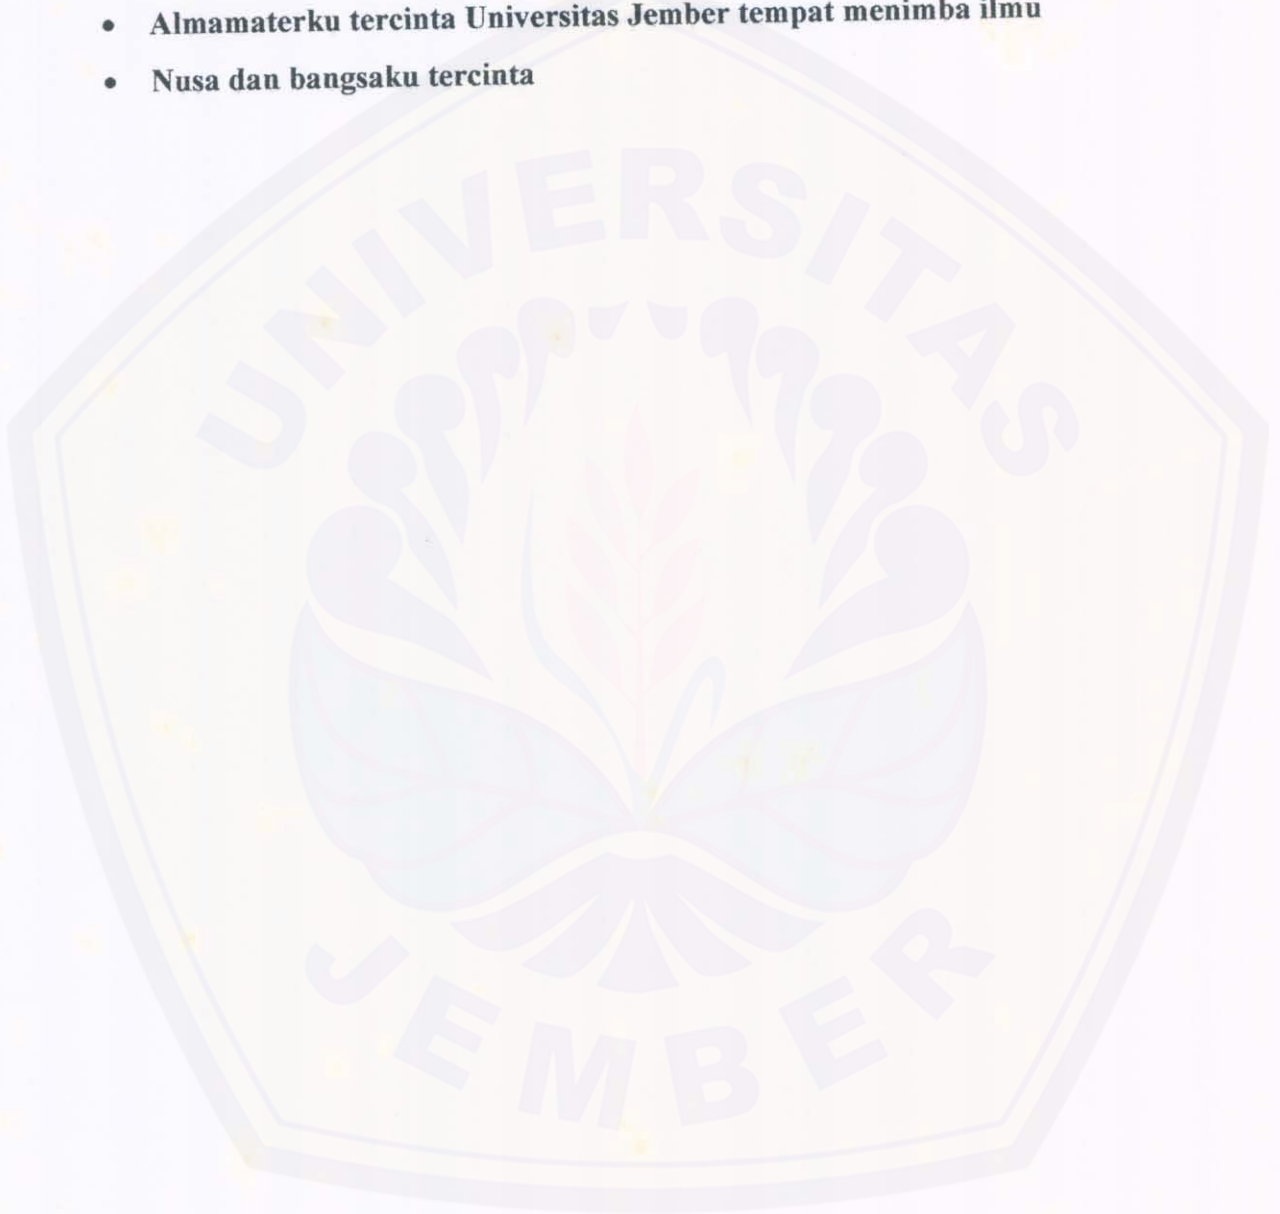 • Almamaterku tercinta Universitas Jember tempat menimba ilmu
• Nusa dan bangsaku tercinta
UNIVERSITAS
JEMBER